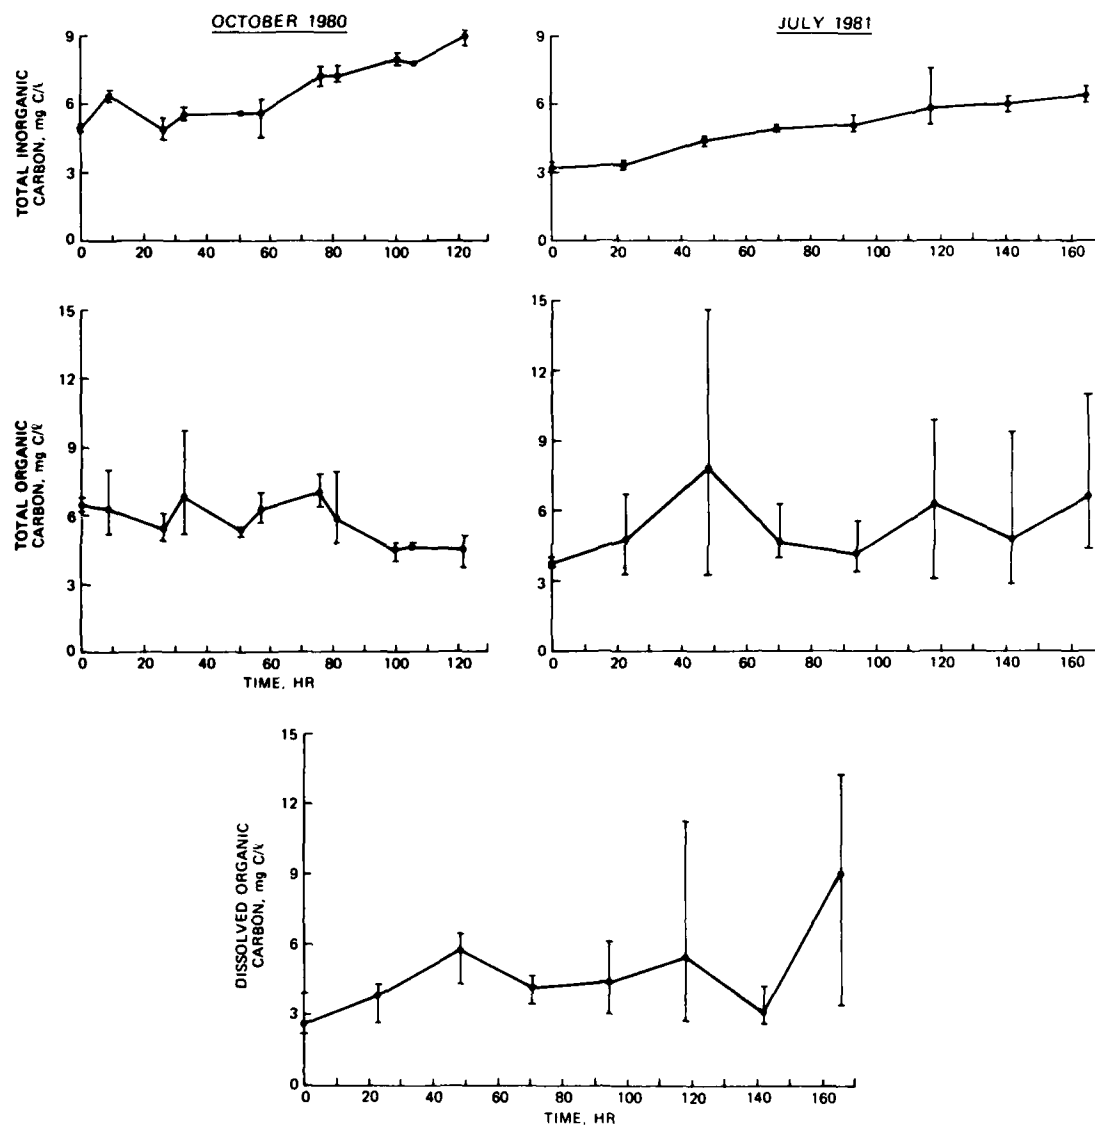 OCTOBER 1980
JULY 1981
TOTAL INORGANIC
CARBON, mg C/ℓ
9
6
3
0
0 20 40 60 80 100 120
9
6
3
0
0 20 40 60 80 100 120 140 160
TOTAL ORGANIC
CARBON, mg C/ℓ
15
12
9
6
3
0
0 20 40 60 80 100 120
TIME, HR
15
12
9
6
3
0
0 20 40 60 80 100 120 140 160
DISSOLVED ORGANIC
CARBON, mg C/ℓ
15
12
9
6
3
0
0 20 40 60 80 100 120 140 160
TIME, HR